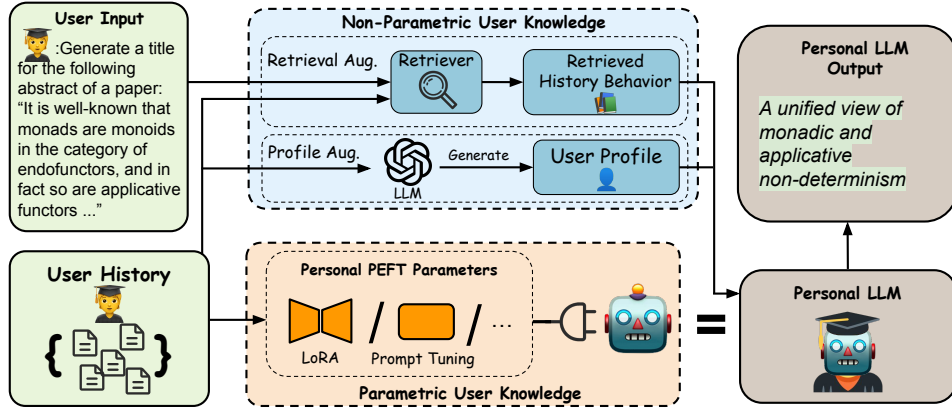 User Input
:Generate a title
for the following
abstract of a paper:
“It is well-known that
monads are monoids
in the category of
endofunctors, and in
fact so are applicative
functors ...”
User History
{ }
Non-Parametric User Knowledge
Retrieval Aug.
Retriever
Retrieved
History Behavior
Profile Aug.
LLM
Generate
User Profile
Personal PEFT Parameters
LoRA
/
Prompt Tuning
/ ...
Parametric User Knowledge
=
Personal LLM
Output
A unified view of
monadic and
applicative
non-determinism
Personal LLM